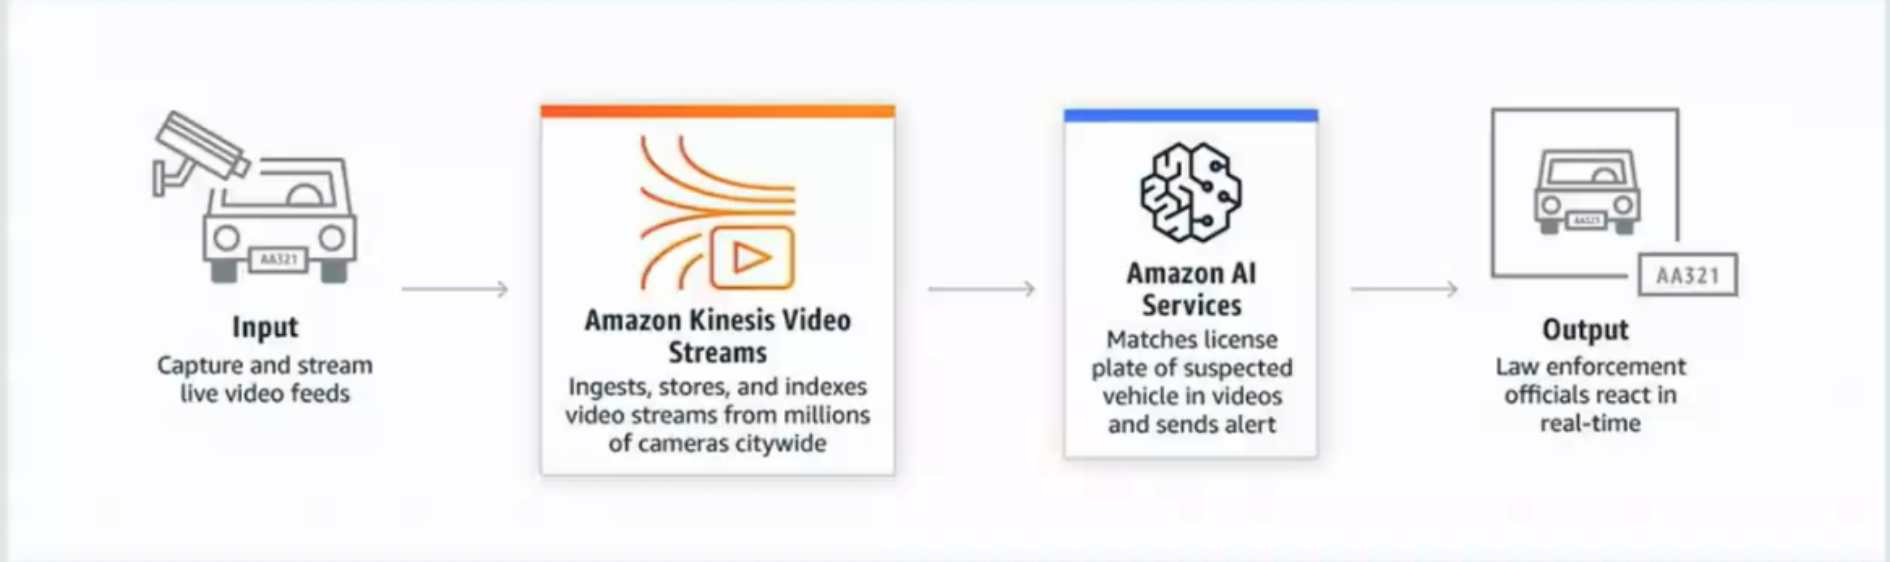 AA321
Input
Capture and stream
live video feeds
Amazon Kinesis Video
Streams
Ingests, stores, and indexes
video streams from millions
of cameras citywide
Amazon AI
Services
Matches license
plate of suspected
vehicle in videos
and sends alert
AA321
Output
Law enforcement
officials react in
real-time